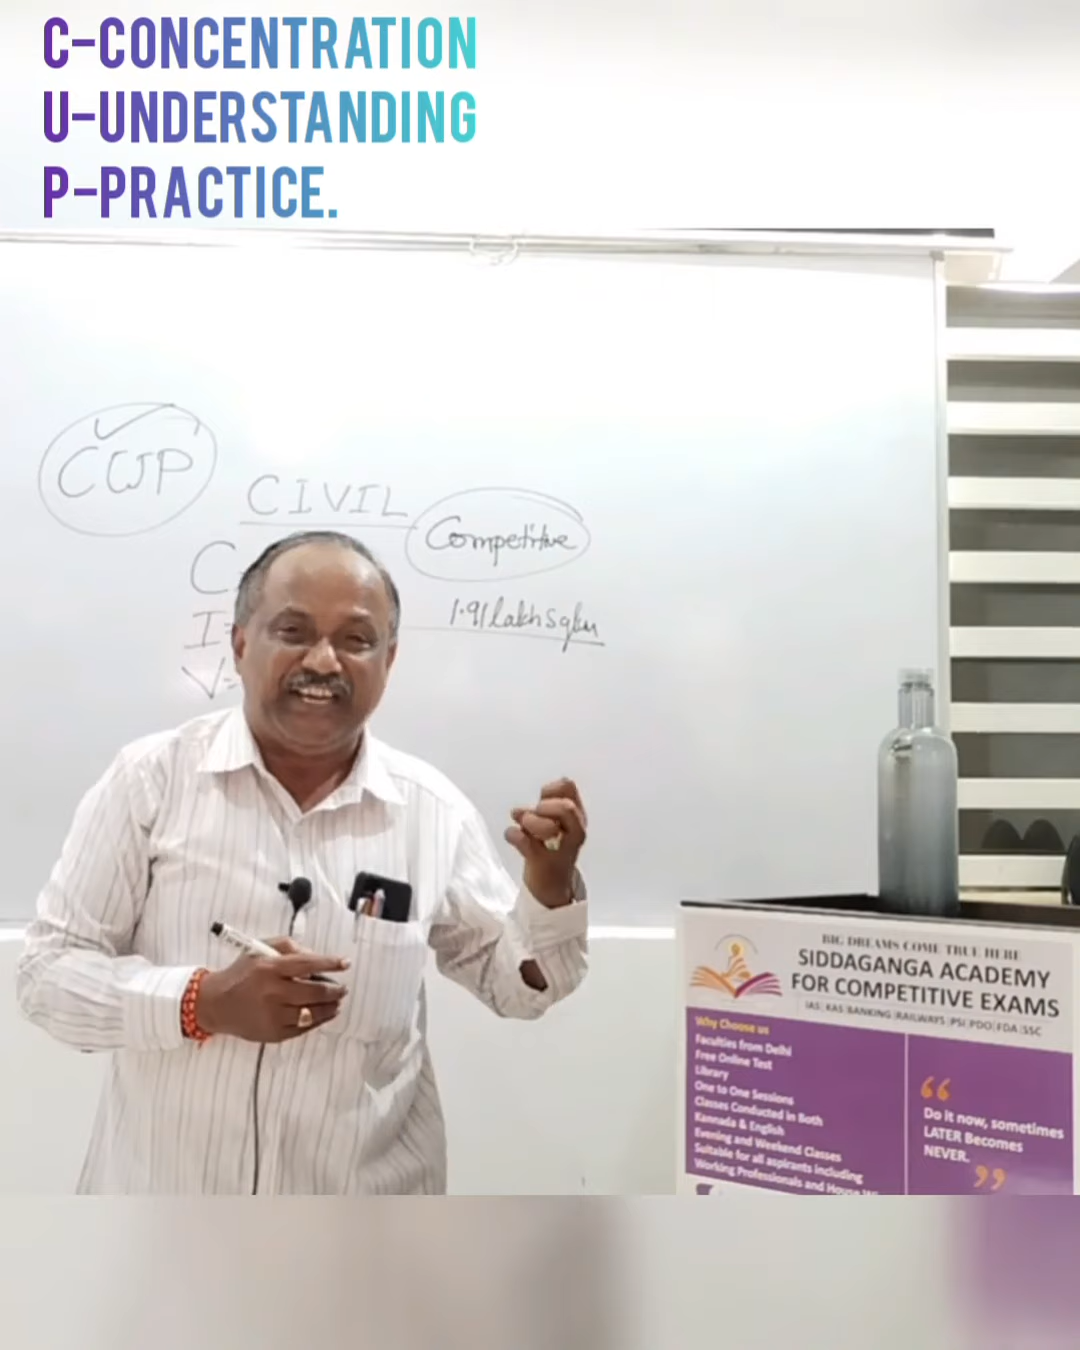 C-CONCENTRATION
U-UNDERSTANDING
P-PRACTICE.
CUP
CIVIL
Competitive
C
I=
V-
1.91 lakh sqkm
BIG DREAMS COME TRUE HERE
SIDDAGANGA ACADEMY
FOR COMPETITIVE EXAMS
IAS|KAS|BANKING|RAILWAYS|PSI|PDO|FDA|SSC
Why Choose us
Faculties from Delhi
Free Online Test
Library
One to One Sessions
Classes Conducted in Both
Kannada & English
Evening and Weekend Classes
Suitable for all aspirants including
Working Professionals and
“
Do it now, sometimes
LATER Becomes
NEVER.
”